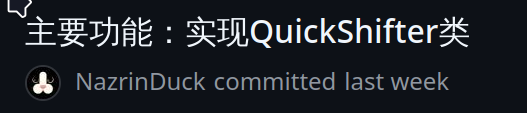 主要功能：实现QuickShifter类
NazrinDuck committed last week